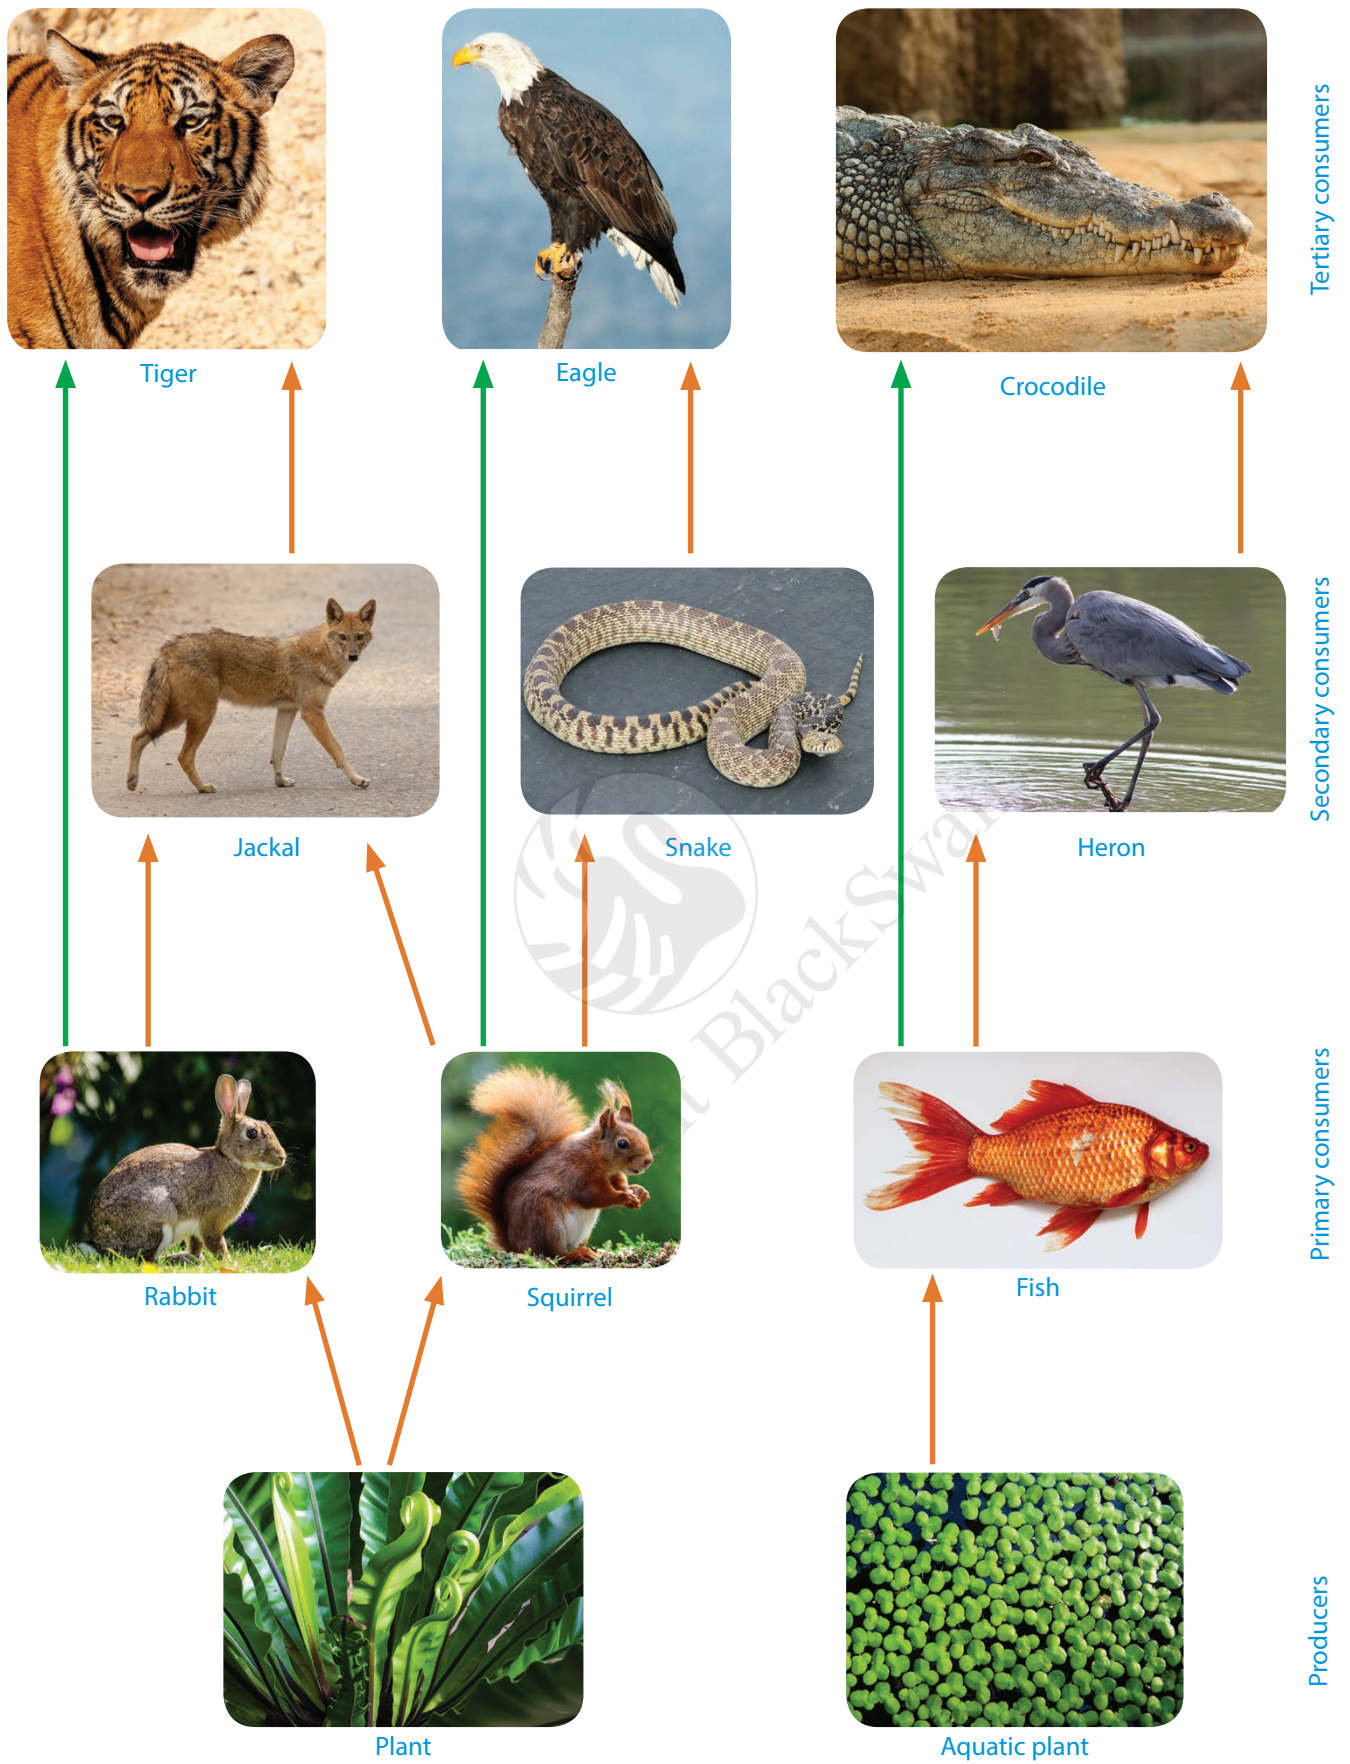 Tiger
Eagle
Crocodile
Tertiary consumers
Jackal
Snake
Heron
Secondary consumers
BlackSwan
Rabbit
Squirrel
Fish
Primary consumers
Plant
Aquatic plant
Producers